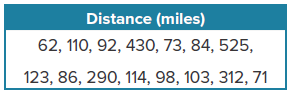 Distance (miles)
62, 110, 92, 430, 73, 84, 525,
123, 86, 290, 114, 98, 103, 312, 71